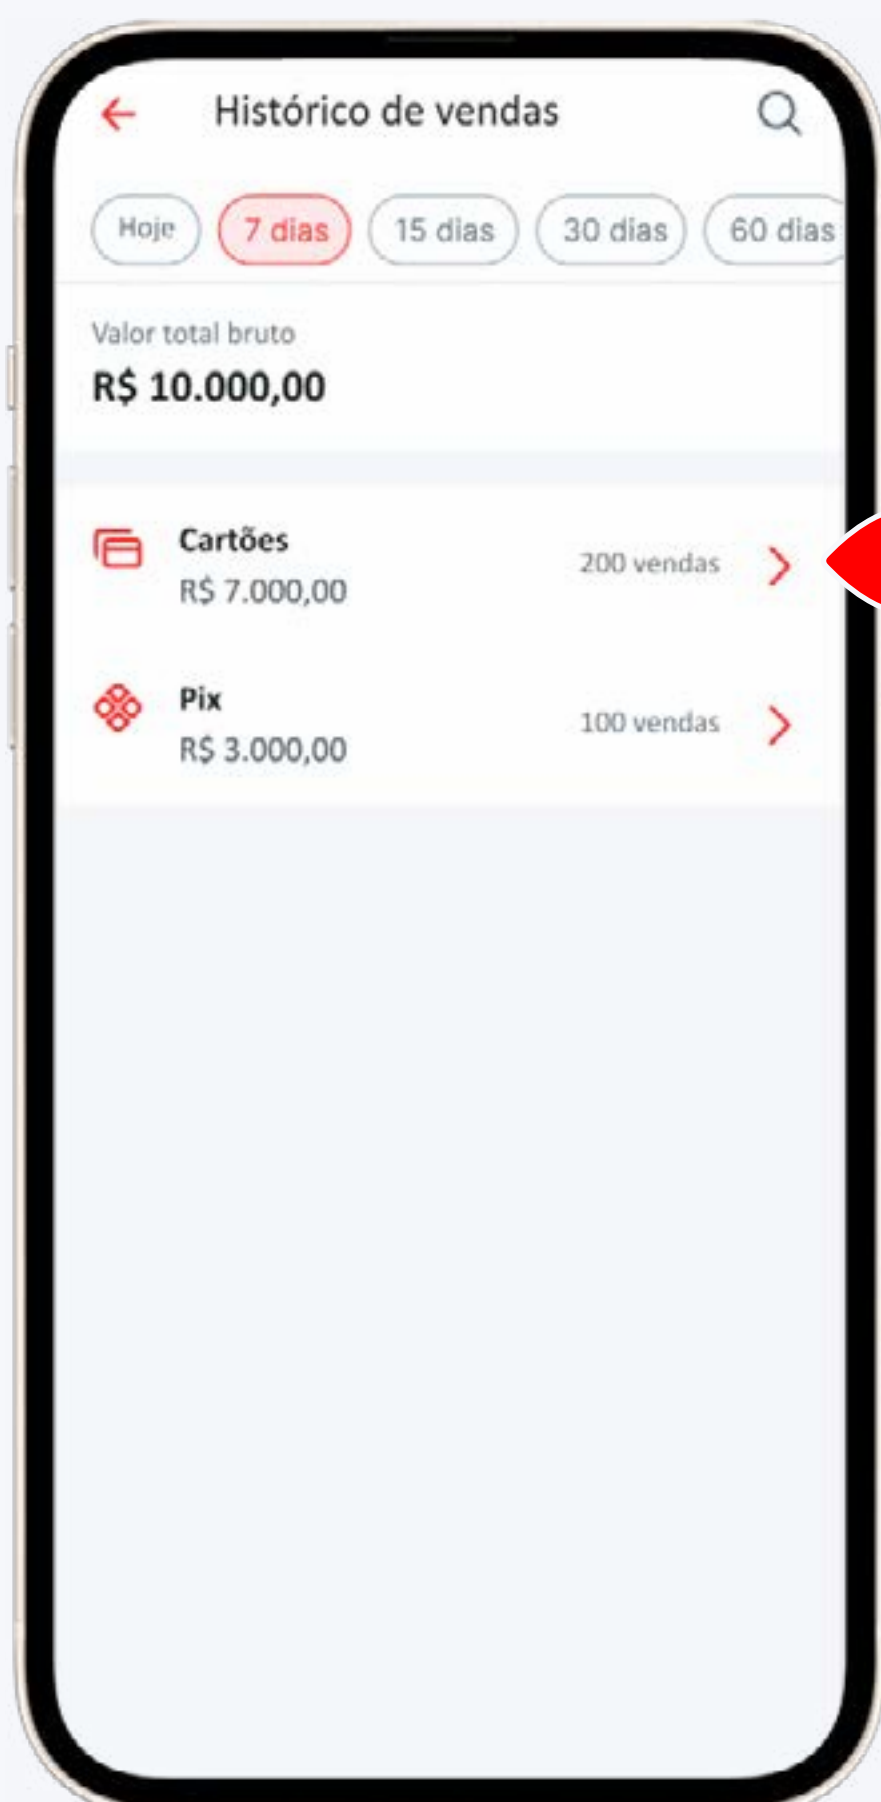 Histórico de vendas
Hoje 7 dias 15 dias 30 dias 60 dias
Valor total bruto
R$ 10.000,00
Cartões
R$ 7.000,00
200 vendas
Pix
R$ 3.000,00
100 vendas